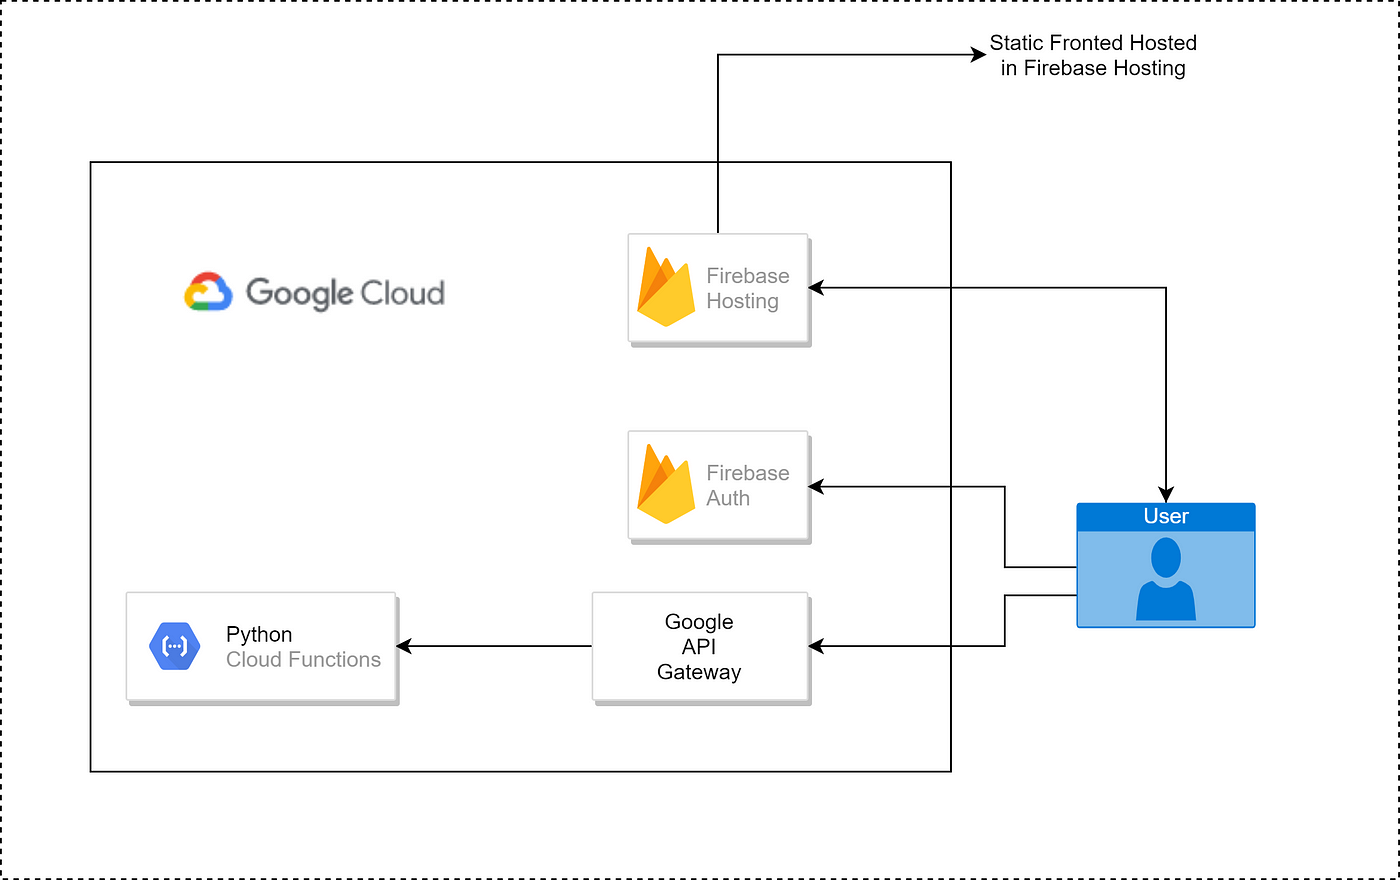 Static Fronted Hosted
in Firebase Hosting
Google Cloud
Firebase
Hosting
Firebase
Auth
User
Python
Cloud Functions
Google
API
Gateway